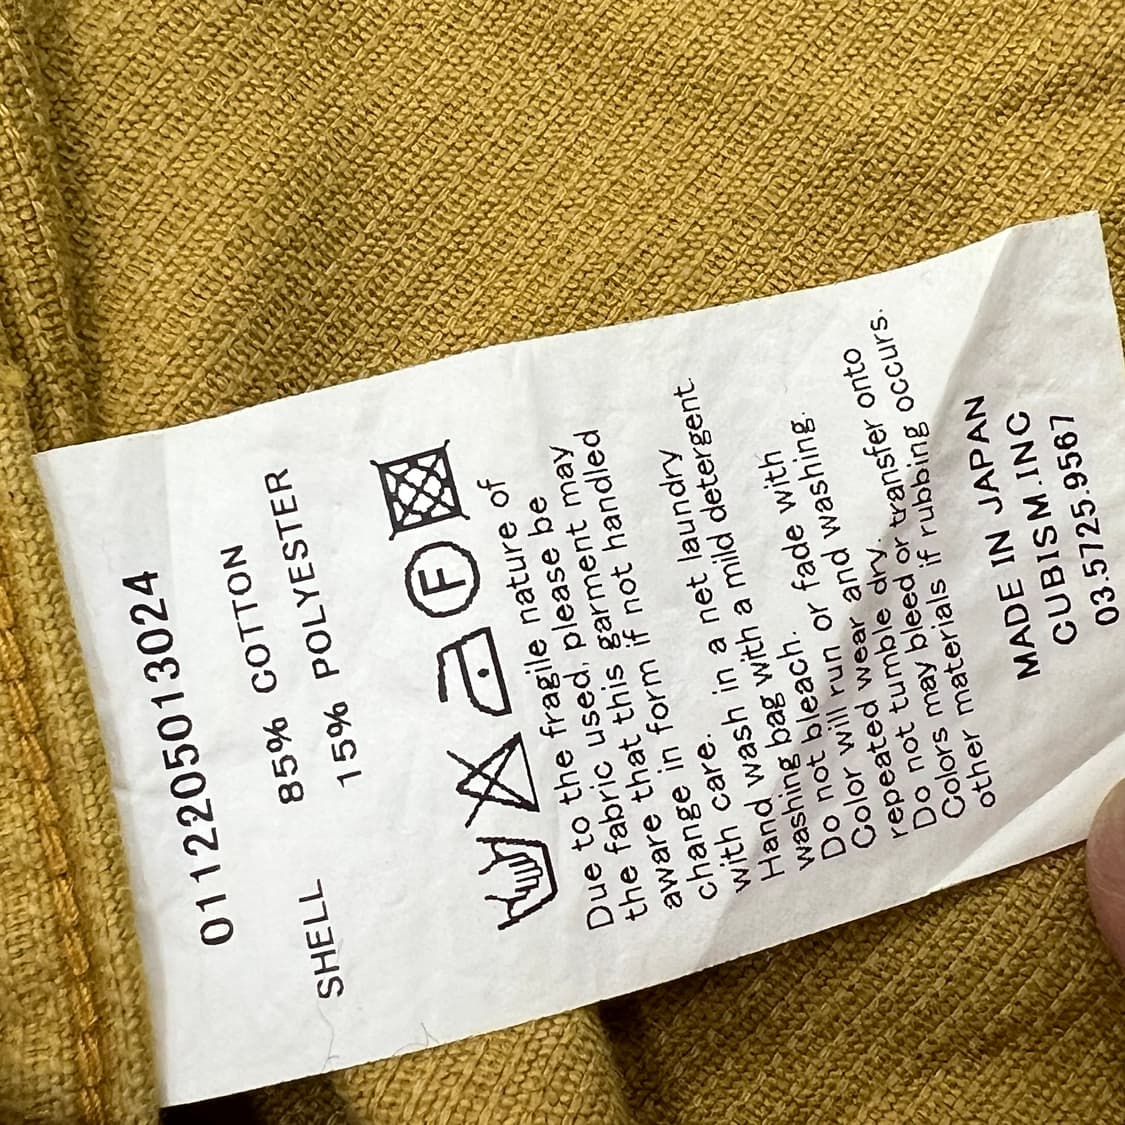 0112205013024
SHELL 85% COTTON
15% POLYESTER
F
Due to the fragile nature of
the fabric used, please be
aware that this garment may
change in form if not handled
with care.
Hand wash in a net laundry
washing bag with a mild detergent.
Do not bleach.
Color will run or fade with
repeated wear and washing.
Do not tumble dry.
Colors may bleed or transfer onto
other materials if rubbing occurs.
MADE IN JAPAN
CUBISM.INC
03.5725.9567